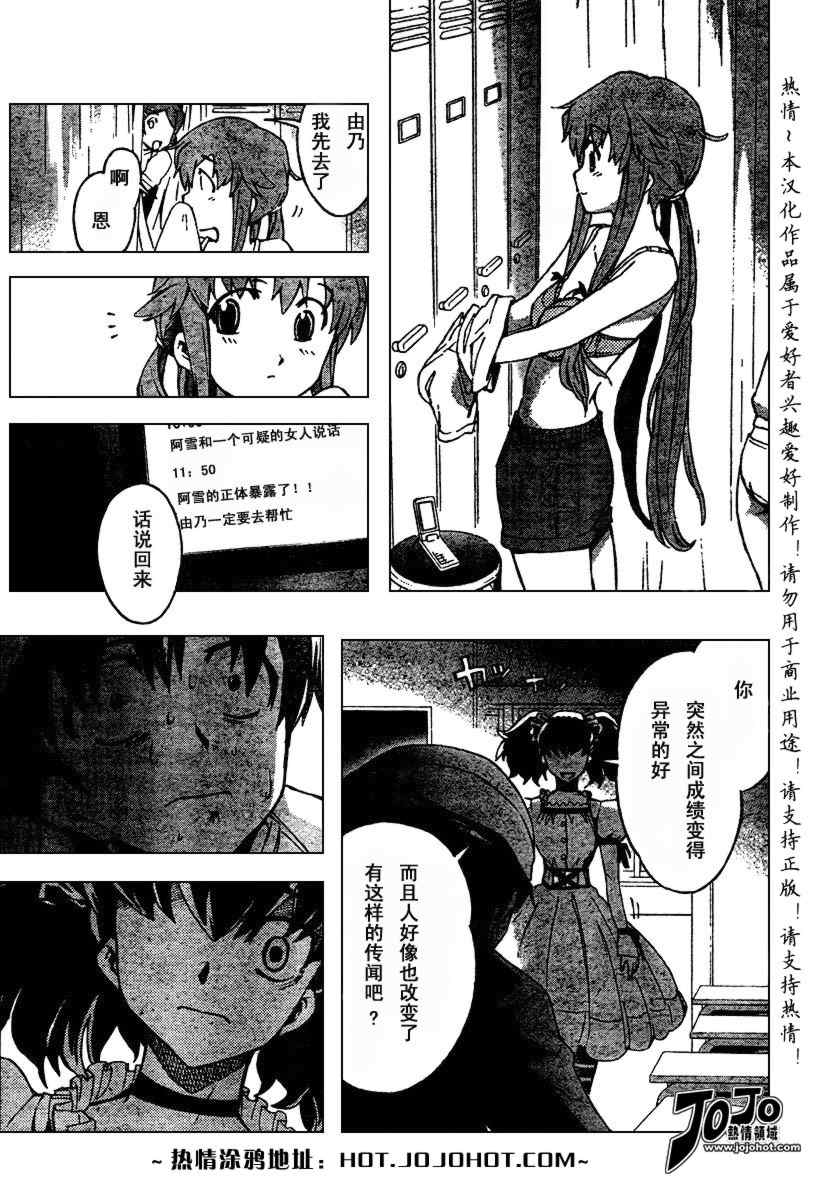 由乃
我先去了
啊
恩
阿雪和一个可疑的女人说话
11：50
阿雪的正体暴露了！！
由乃一定要去帮忙
话说回来
你
突然之间成绩变得
异常的好
而且人好像也改变了
有这样的传闻吧？
热情~本汉化作品属于爱好者兴趣爱好制作！请勿用于商业用途！请支持正版！请支持热情！
JOJO
热情领域
www.jojohot.com
~热情涂鸦地址：HOT.JOJOHOT.COM~